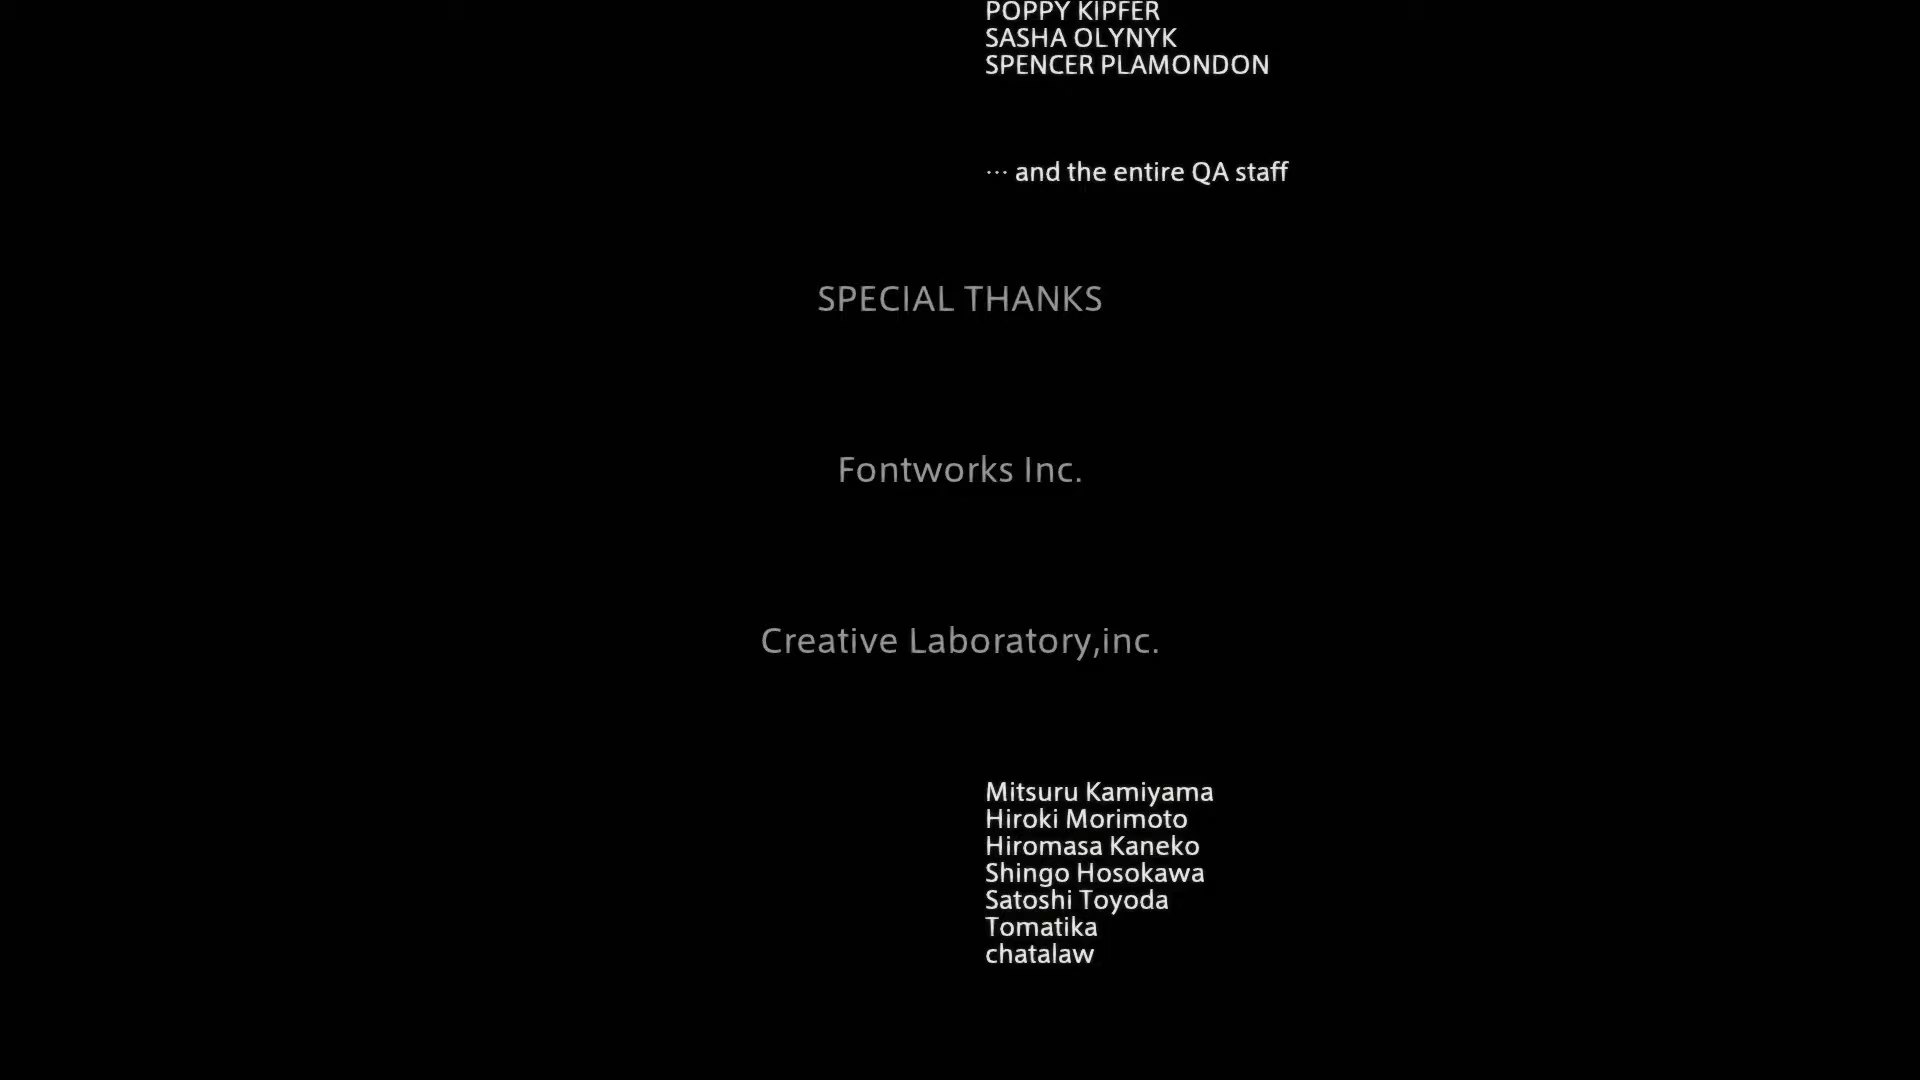 POPPY KIPFER
SASHA OLYNYK
SPENCER PLAMONDON
… and the entire QA staff
SPECIAL THANKS
Fontworks Inc.
Creative Laboratory,inc.
Mitsuru Kamiyama
Hiroki Morimoto
Hiromasa Kaneko
Shingo Hosokawa
Satoshi Toyoda
Tomatika
chatalaw